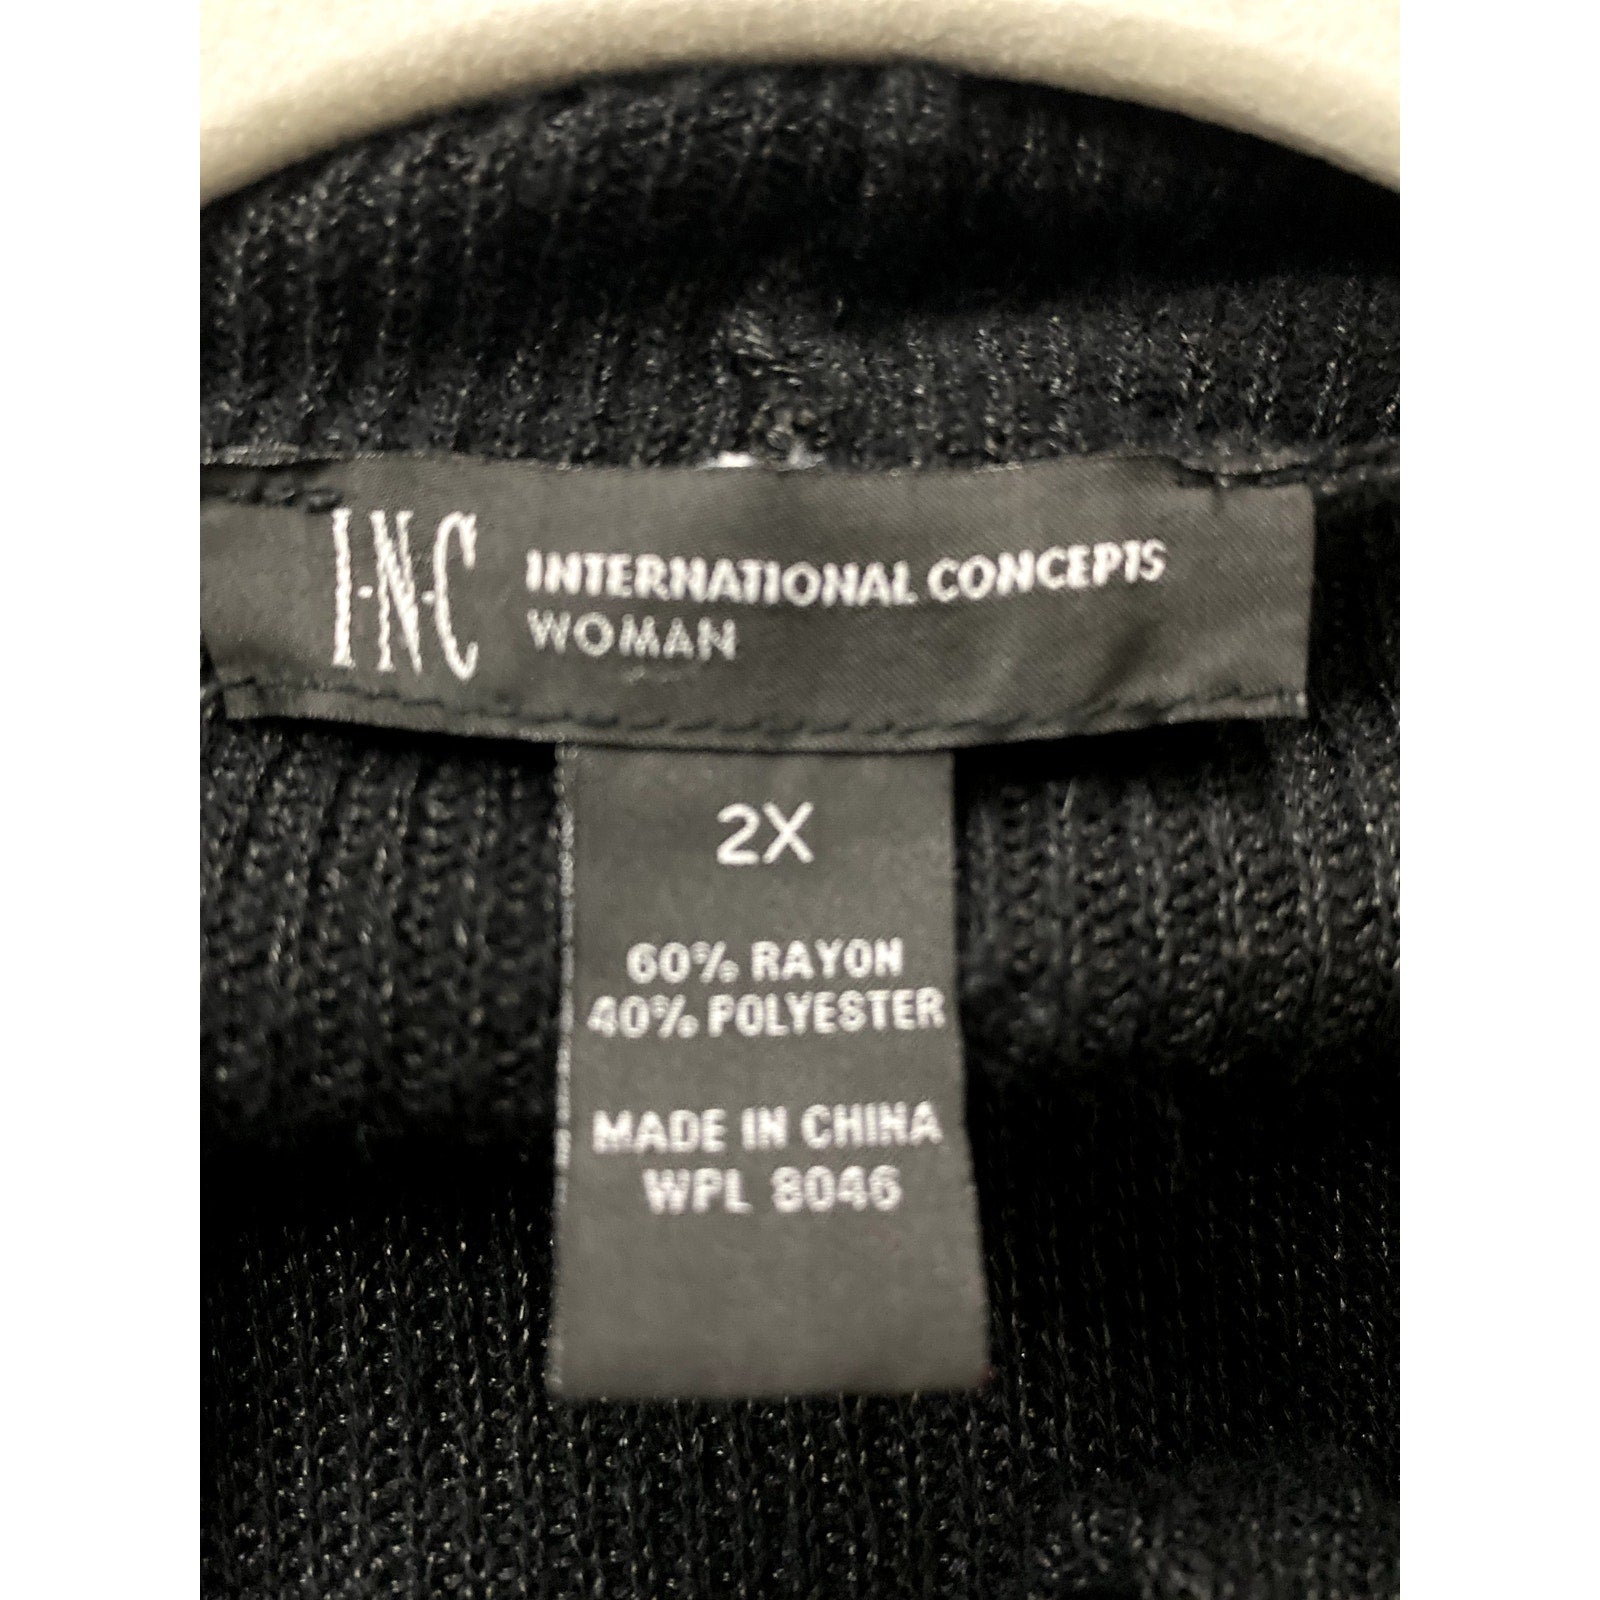 I·N·C INTERNATIONAL CONCEPTS
WOMAN
2X
60% RAYON
40% POLYESTER
MADE IN CHINA
WPL 8046